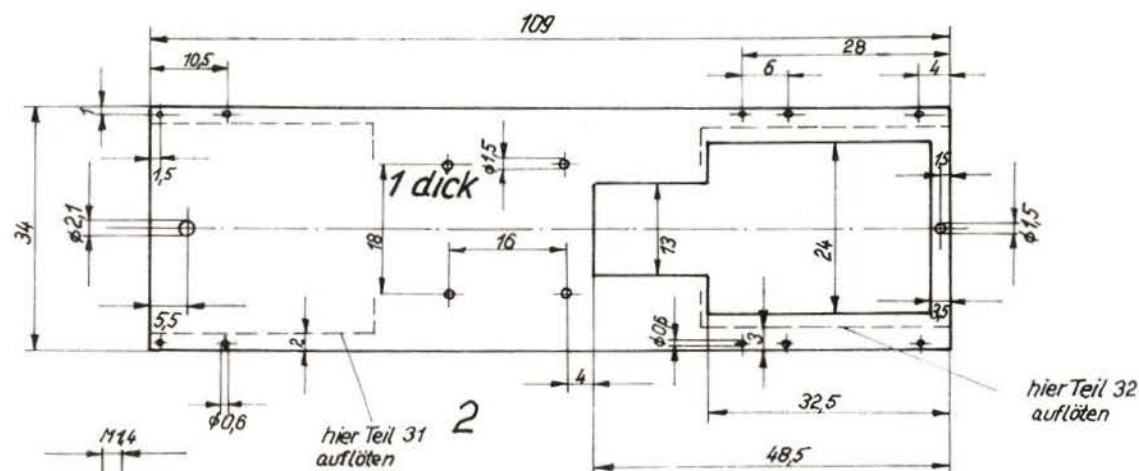 109
28
10,5
6
4
1
1,5
φ1,5
1 dick
1,5
34
φ2,1
18
16
13
24
φ1,5
5,5
2
φ0,6
3
3,5
4
φ0,6
hier Teil 31
auflöten
2
32,5
hier Teil 32
auflöten
M1,4
48,5